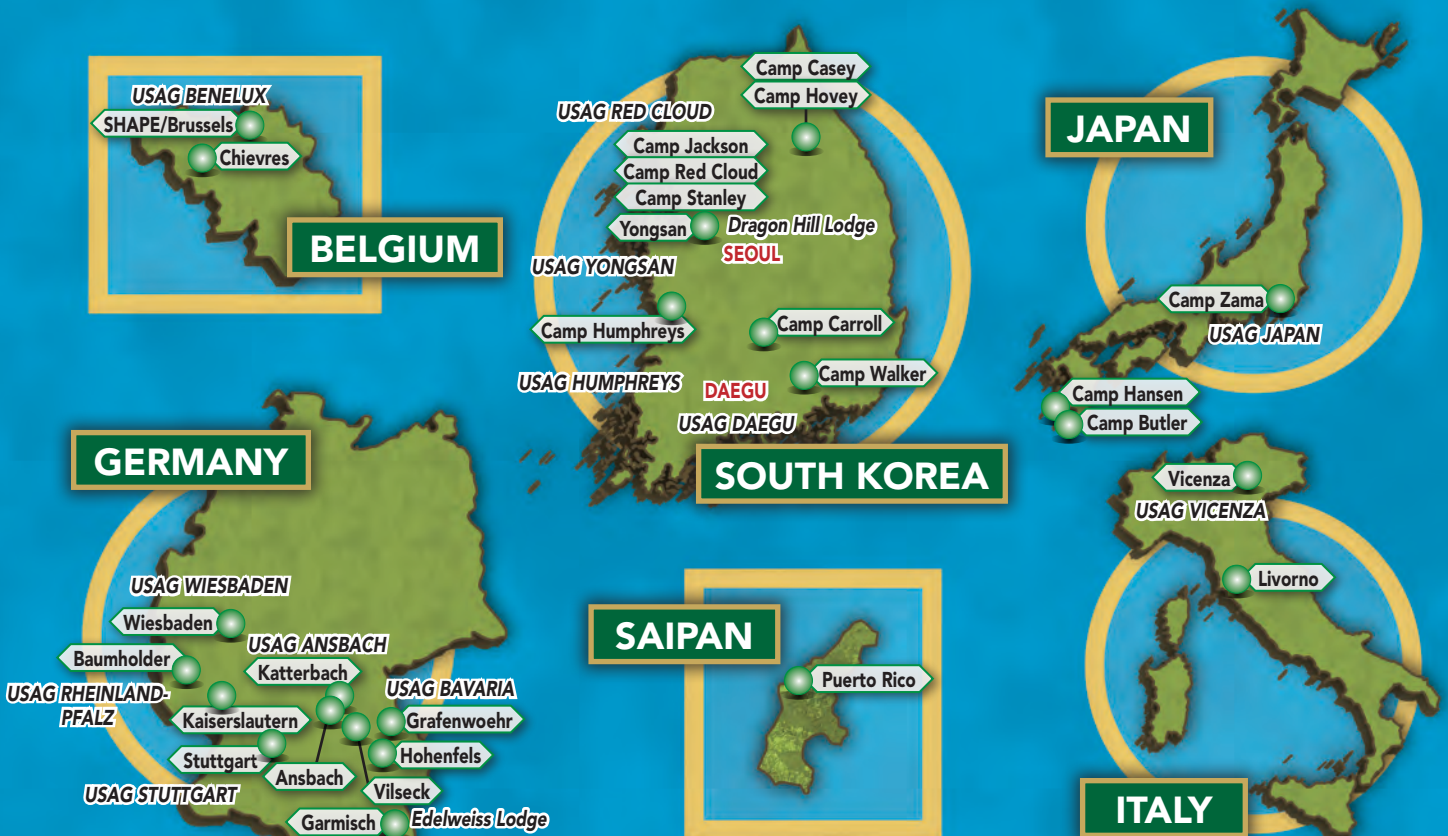 USAG BENELUX
SHAPE/Brussels
Chievres
BELGIUM
Camp Casey
Camp Hovey
USAG RED CLOUD
Camp Jackson
Camp Red Cloud
Camp Stanley
Yongsan
Dragon Hill Lodge
SEOUL
USAG YONGSAN
Camp Humphreys
Camp Carroll
USAG HUMPHREYS
DAEGU
Camp Walker
USAG DAEGU
SOUTH KOREA
JAPAN
Camp Zama
USAG JAPAN
Camp Hansen
Camp Butler
GERMANY
USAG WIESBADEN
Wiesbaden
USAG ANSBACH
Baumholder
Katterbach
USAG RHEINLAND-
PFALZ
USAG BAVARIA
Kaiserslautern
Grafenwoehr
Stuttgart
Hohenfels
Ansbach
USAG STUTTGART
Vilseck
Garmisch
Edelweiss Lodge
SAIPAN
Puerto Rico
Vicenza
USAG VICENZA
Livorno
ITALY